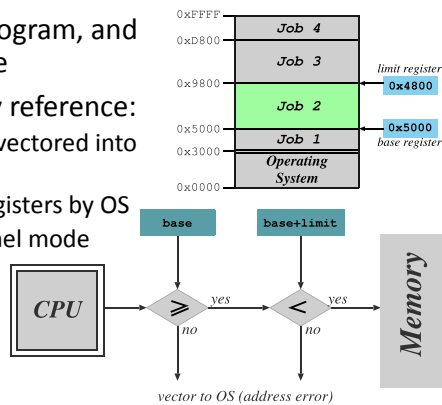 ogram, and
e
y reference:
vectored into
gisters by OS
nel mode
0xFFFF
Job 4
0xD800
Job 3
0x9800
limit register
0x4800
Job 2
0x5000
0x5000
base register
Job 1
0x3000
Operating
System
0x0000
base
base+limit
CPU
≥
yes
<
yes
Memory
no
no
vector to OS (address error)